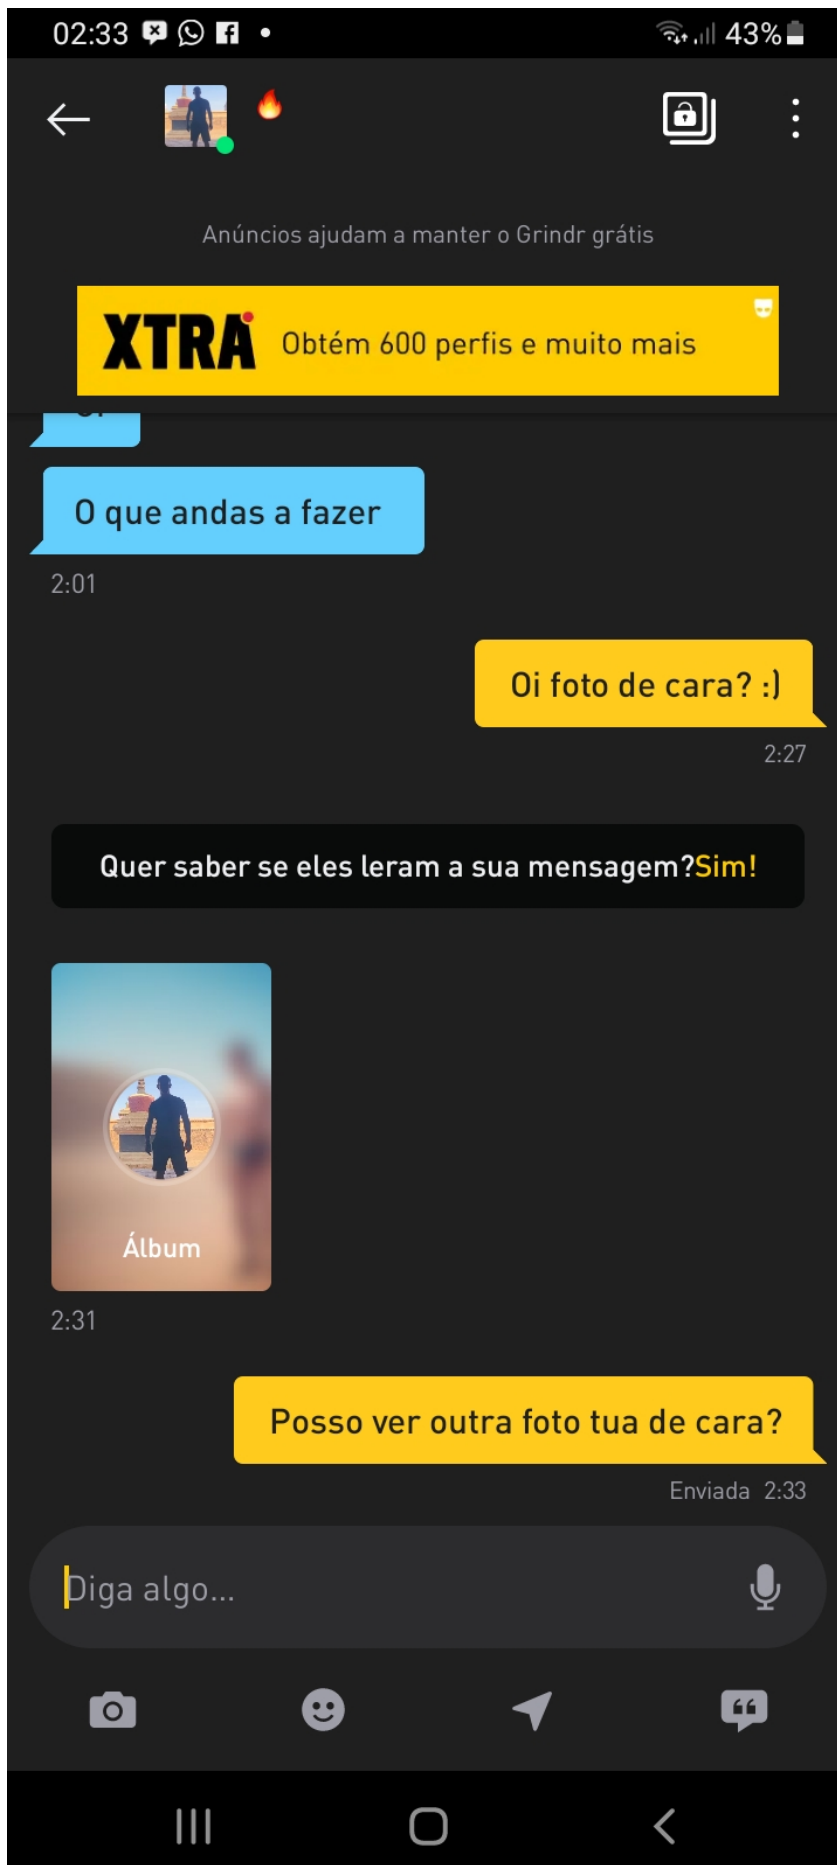 02:33
43%
Anúncios ajudam a manter o Grindr grátis
XTRA Obtém 600 perfis e muito mais
O que andas a fazer
2:01
Oi foto de cara? :)
2:27
Quer saber se eles leram a sua mensagem?Sim!
Álbum
2:31
Posso ver outra foto tua de cara?
Enviada 2:33
Diga algo...